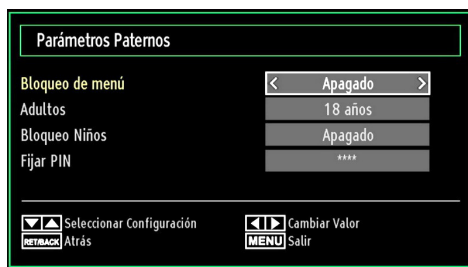 Parámetros Paternos
Bloqueo de menú < Apagado >
Adultos 18 años
Bloqueo Niños Apagado
Fijar PIN ****
Seleccionar Configuración Cambiar Valor
RET/BACK Atrás MENU Salir